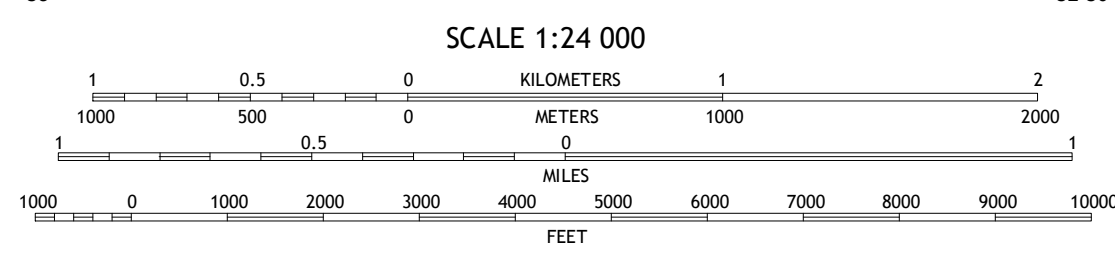 SCALE 1:24 000
1 0.5 0 KILOMETERS 1 2
1000 500 0 METERS 1000 2000
1 0.5 0 1
MILES
1000 0 1000 2000 3000 4000 5000 6000 7000 8000 9000 10000
FEET